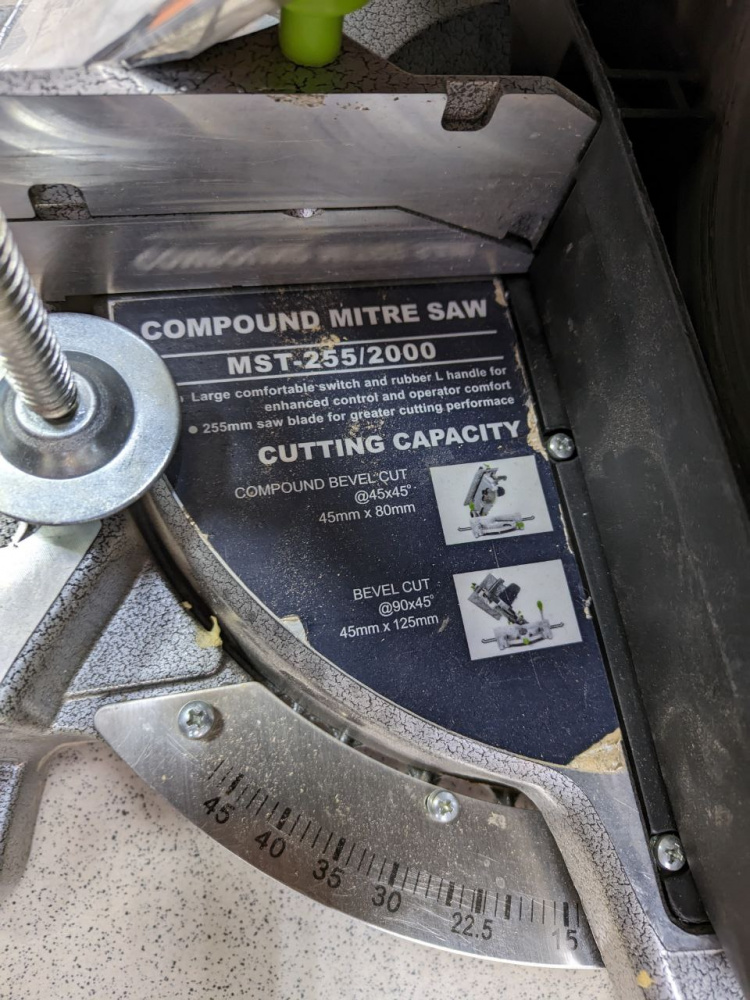 COMPOUND MITRE SAW
MST-255/2000
Large comfortable switch and rubber L handle for
enhanced control and operator comfort
● 255mm saw blade for greater cutting performace
CUTTING CAPACITY
COMPOUND BEVEL CUT
@45x45°
45mm x 80mm
BEVEL CUT
@90x45°
45mm x 125mm
45 40 35 30 22.5 15